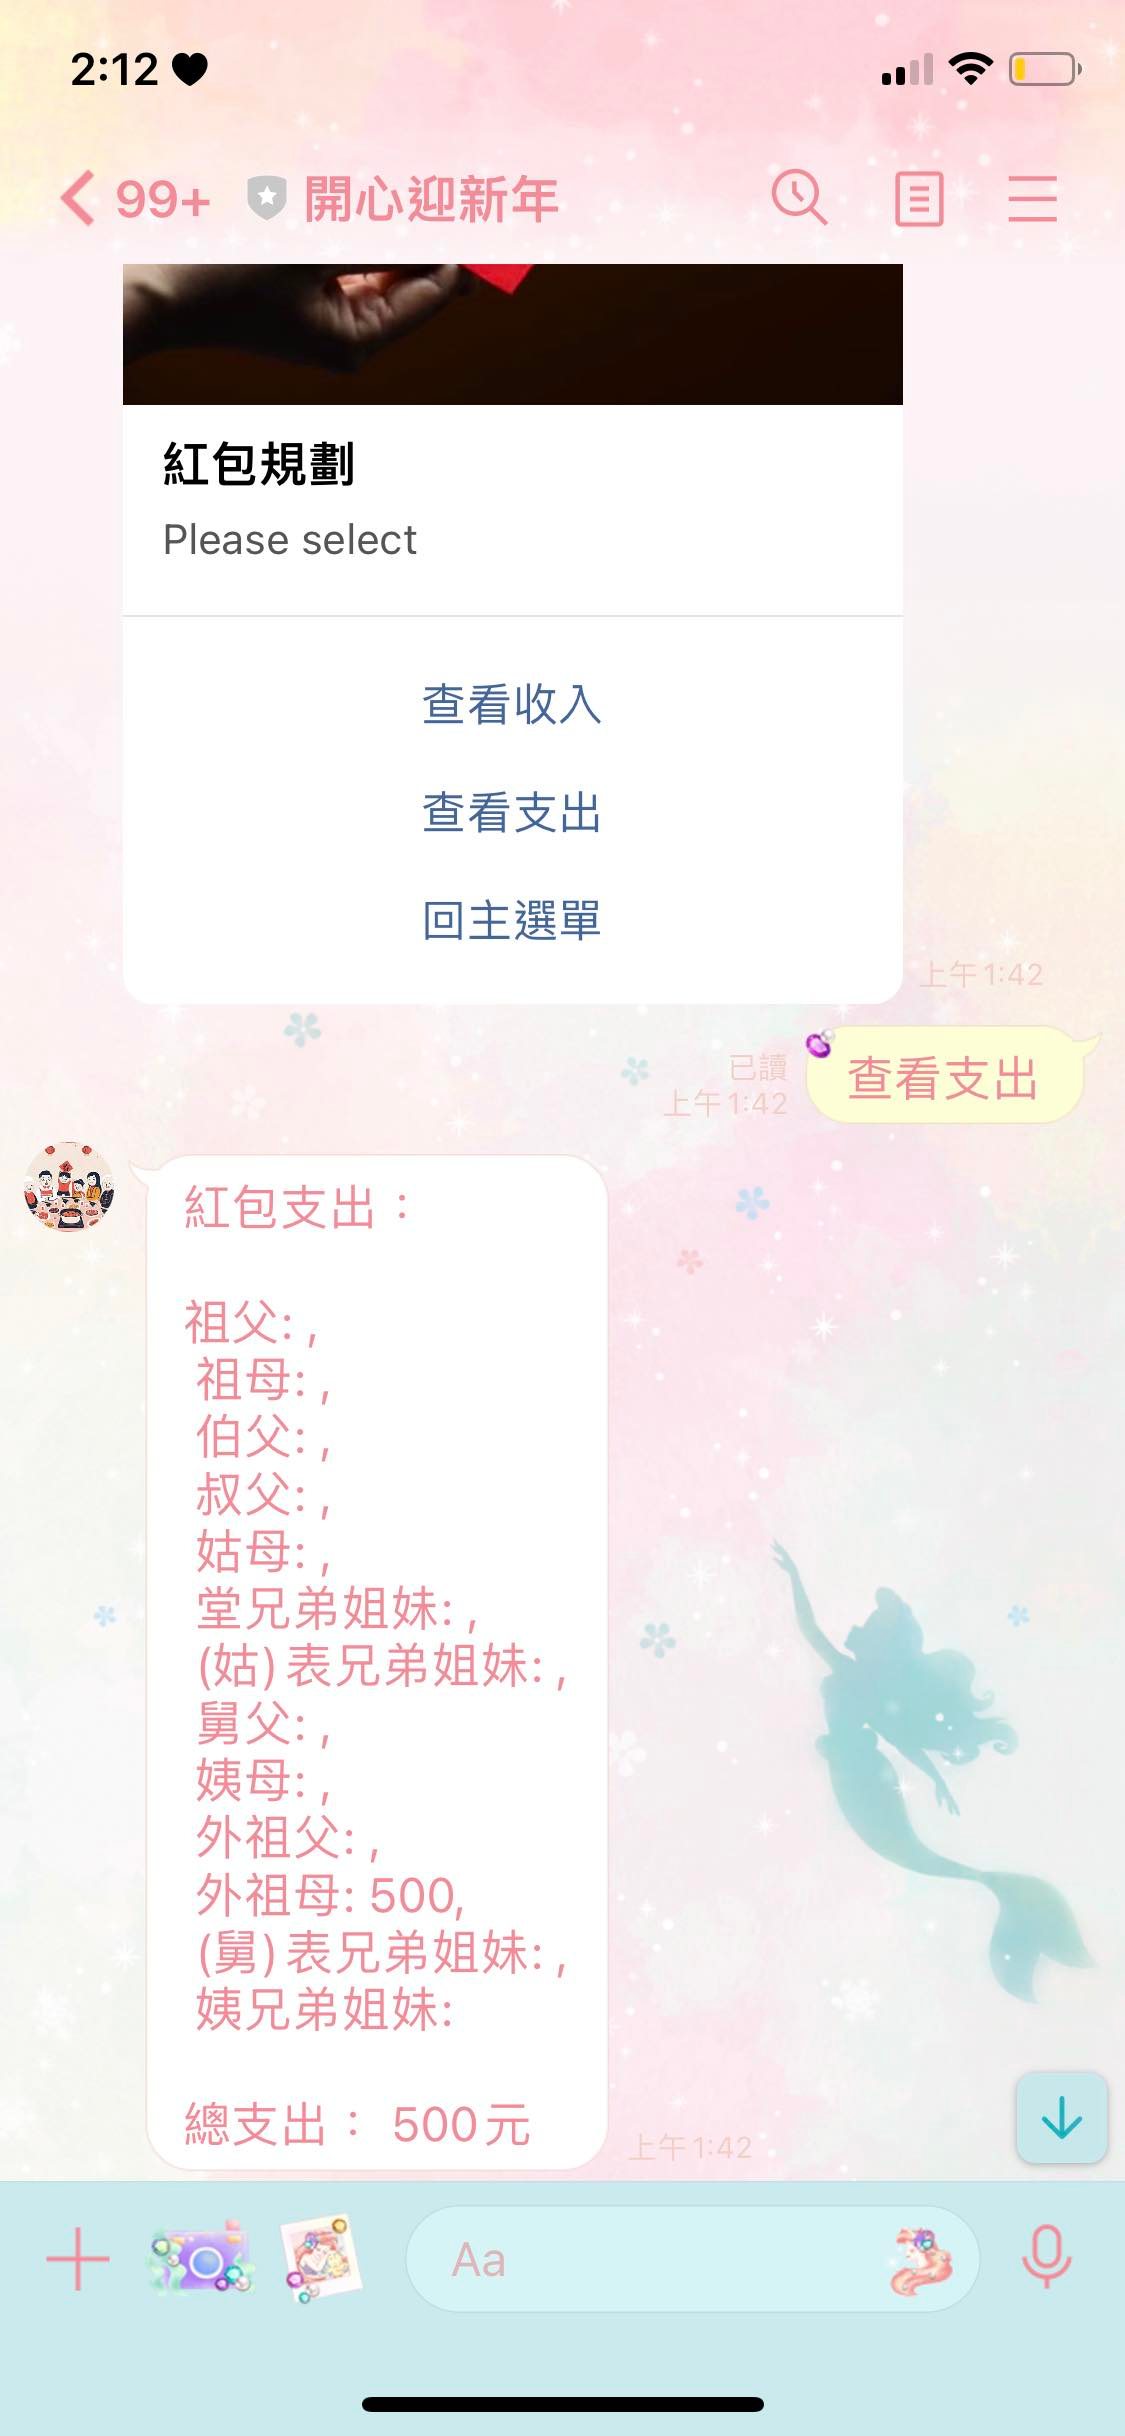 2:12
99+ 開心迎新年
紅包規劃
Please select
查看收入
查看支出
回主選單
上午 1:42
已讀
上午 1:42
查看支出
紅包支出：
祖父: ,
祖母: ,
伯父: ,
叔父: ,
姑母: ,
堂兄弟姐妹: ,
(姑)表兄弟姐妹: ,
舅父: ,
姨母: ,
外祖父: ,
外祖母: 500,
(舅)表兄弟姐妹: ,
姨兄弟姐妹:
總支出： 500元
上午 1:42
Aa